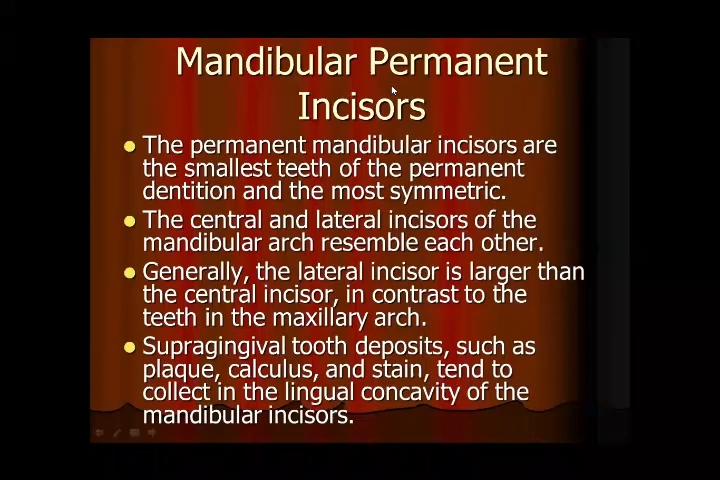 Mandibular Permanent
Incisors
The permanent mandibular incisors are
the smallest teeth of the permanent
dentition and the most symmetric.
The central and lateral incisors of the
mandibular arch resemble each other.
Generally, the lateral incisor is larger than
the central incisor, in contrast to the
teeth in the maxillary arch.
Supragingival tooth deposits, such as
plaque, calculus, and stain, tend to
collect in the lingual concavity of the
mandibular incisors.